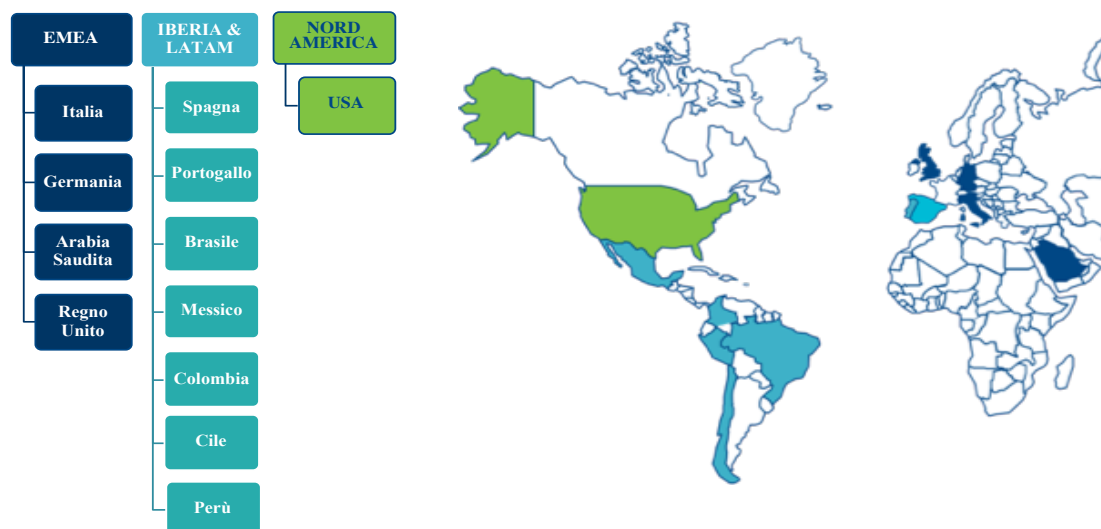 EMEA
Italia
Germania
Arabia
Saudita
Regno
Unito
IBERIA &
LATAM
Spagna
Portogallo
Brasile
Messico
Colombia
Cile
Perù
NORD
AMERICA
USA